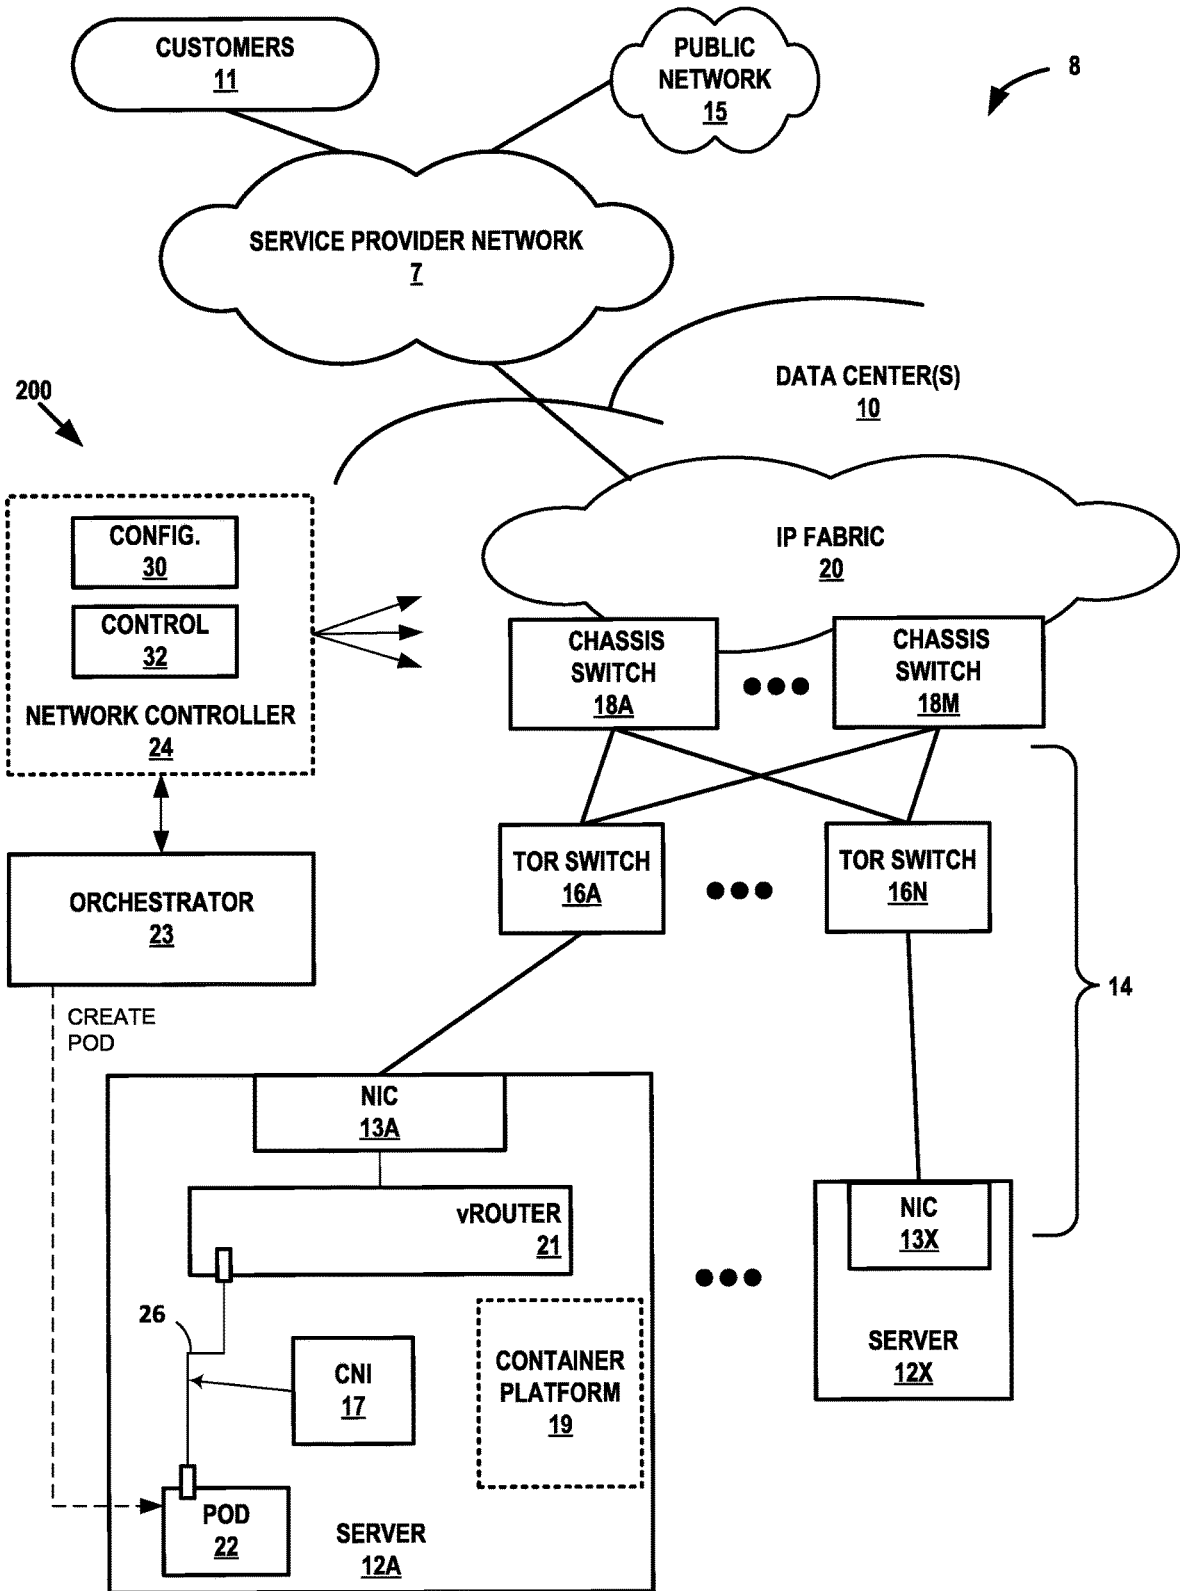 CUSTOMERS
11
PUBLIC
NETWORK
15
8
SERVICE PROVIDER NETWORK
7
DATA CENTER(S)
10
200
CONFIG.
30
CONTROL
32
NETWORK CONTROLLER
24
IP FABRIC
20
CHASSIS
SWITCH
18A
CHASSIS
SWITCH
18M
TOR SWITCH
16A
TOR SWITCH
16N
ORCHESTRATOR
23
14
CREATE
POD
NIC
13A
vROUTER
21
NIC
13X
SERVER
12X
26
CNI
17
CONTAINER
PLATFORM
19
POD
22
SERVER
12A